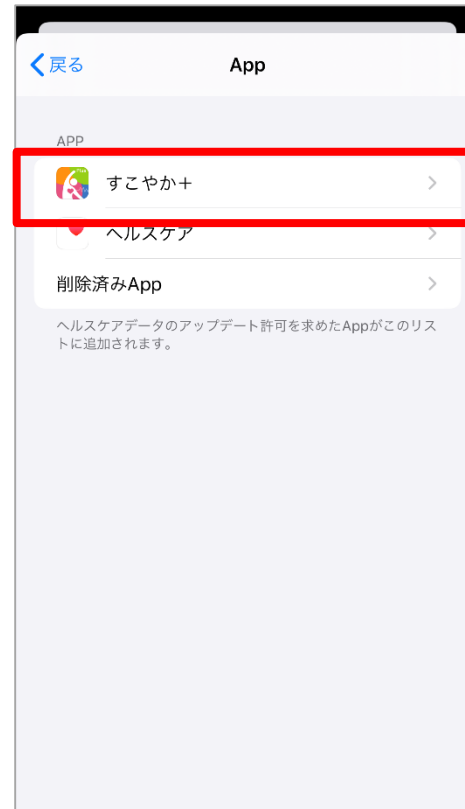 戻る
App
APP
すこやか＋
ヘルスケア
削除済みApp
ヘルスケアデータのアップデート許可を求めたAppがこのリス
トに追加されます。